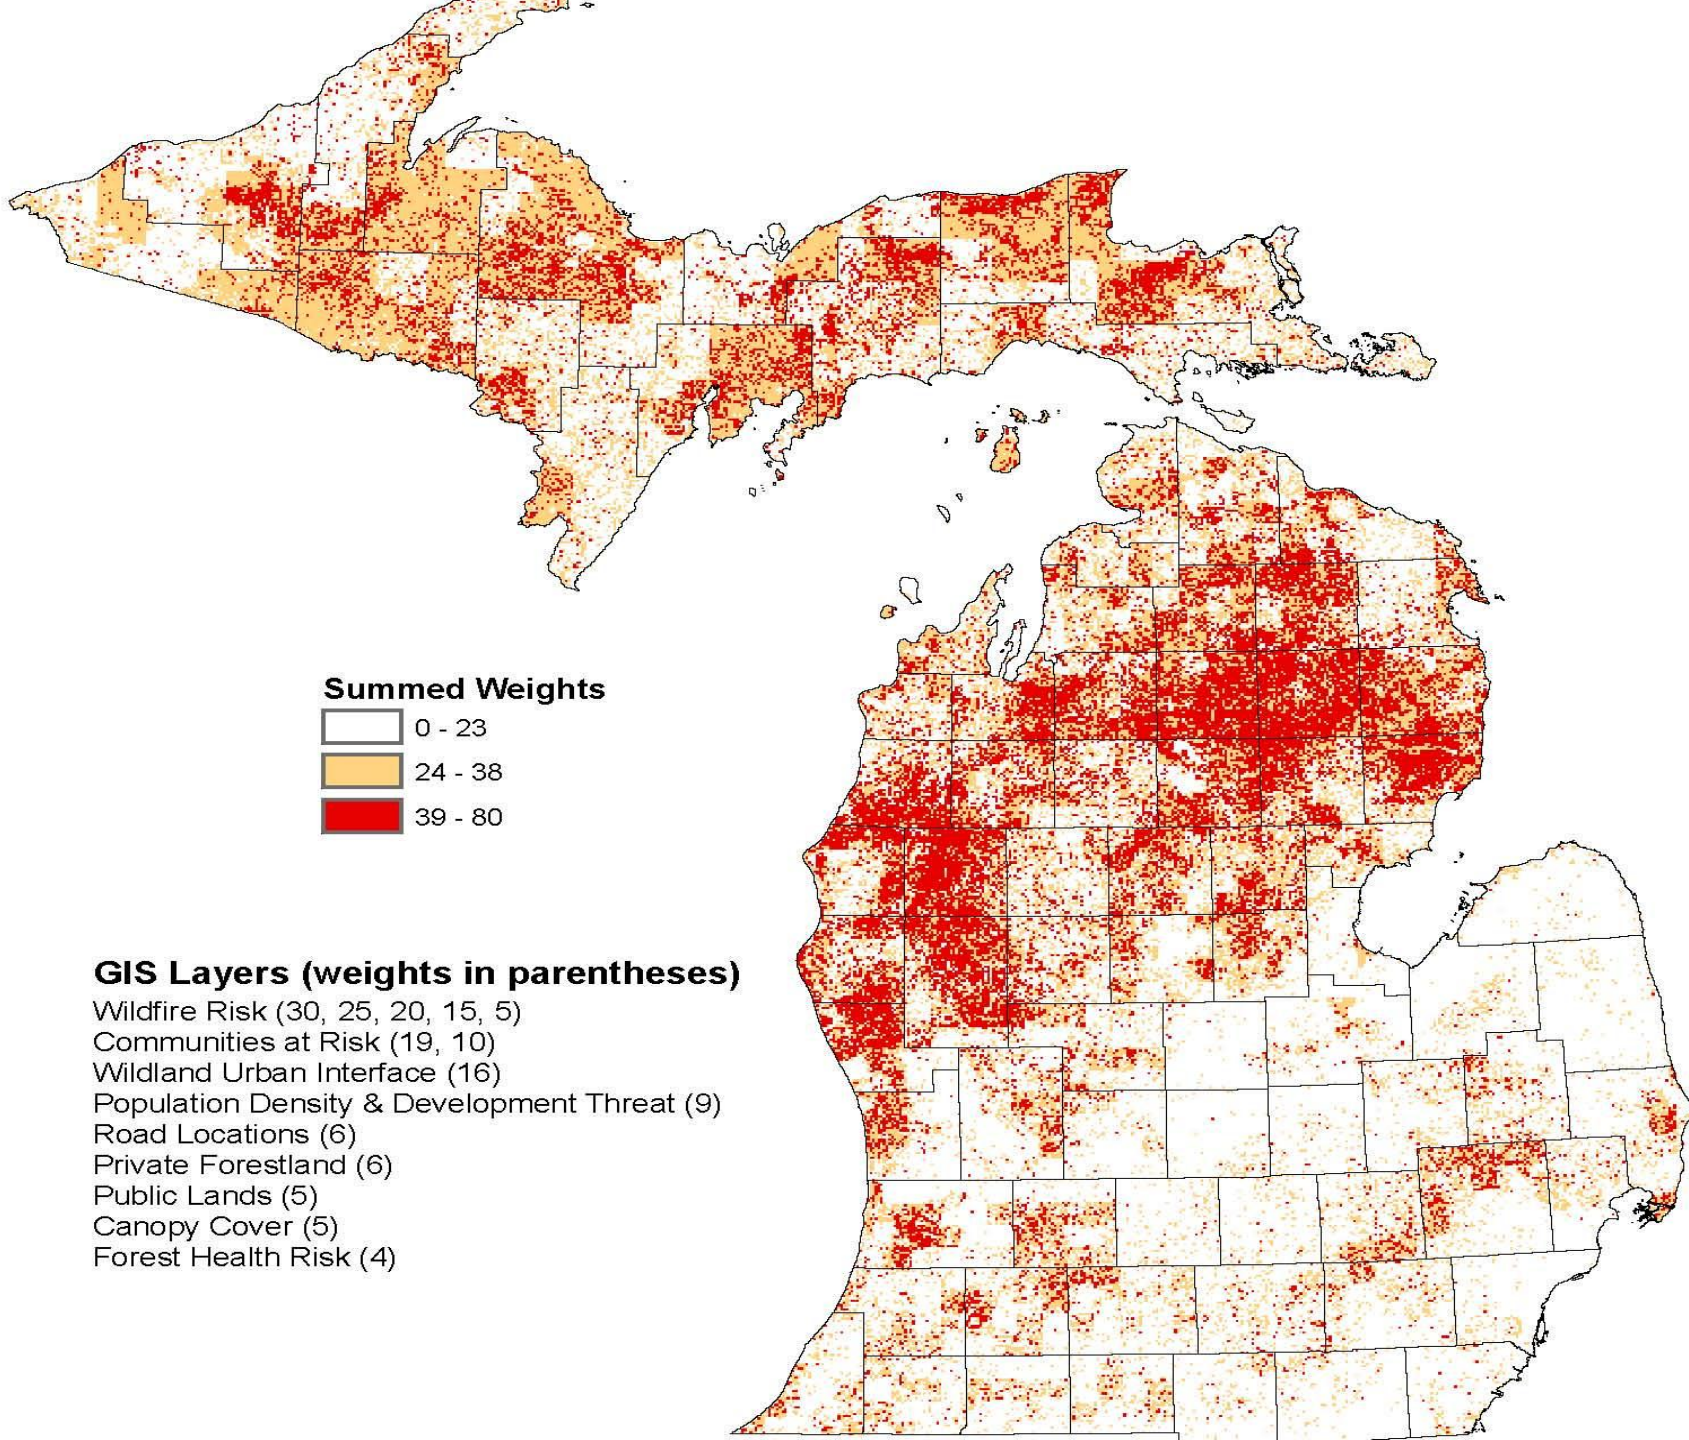 Summed Weights
0 - 23
24 - 38
39 - 80
GIS Layers (weights in parentheses)
Wildfire Risk (30, 25, 20, 15, 5)
Communities at Risk (19, 10)
Wildland Urban Interface (16)
Population Density & Development Threat (9)
Road Locations (6)
Private Forestland (6)
Public Lands (5)
Canopy Cover (5)
Forest Health Risk (4)